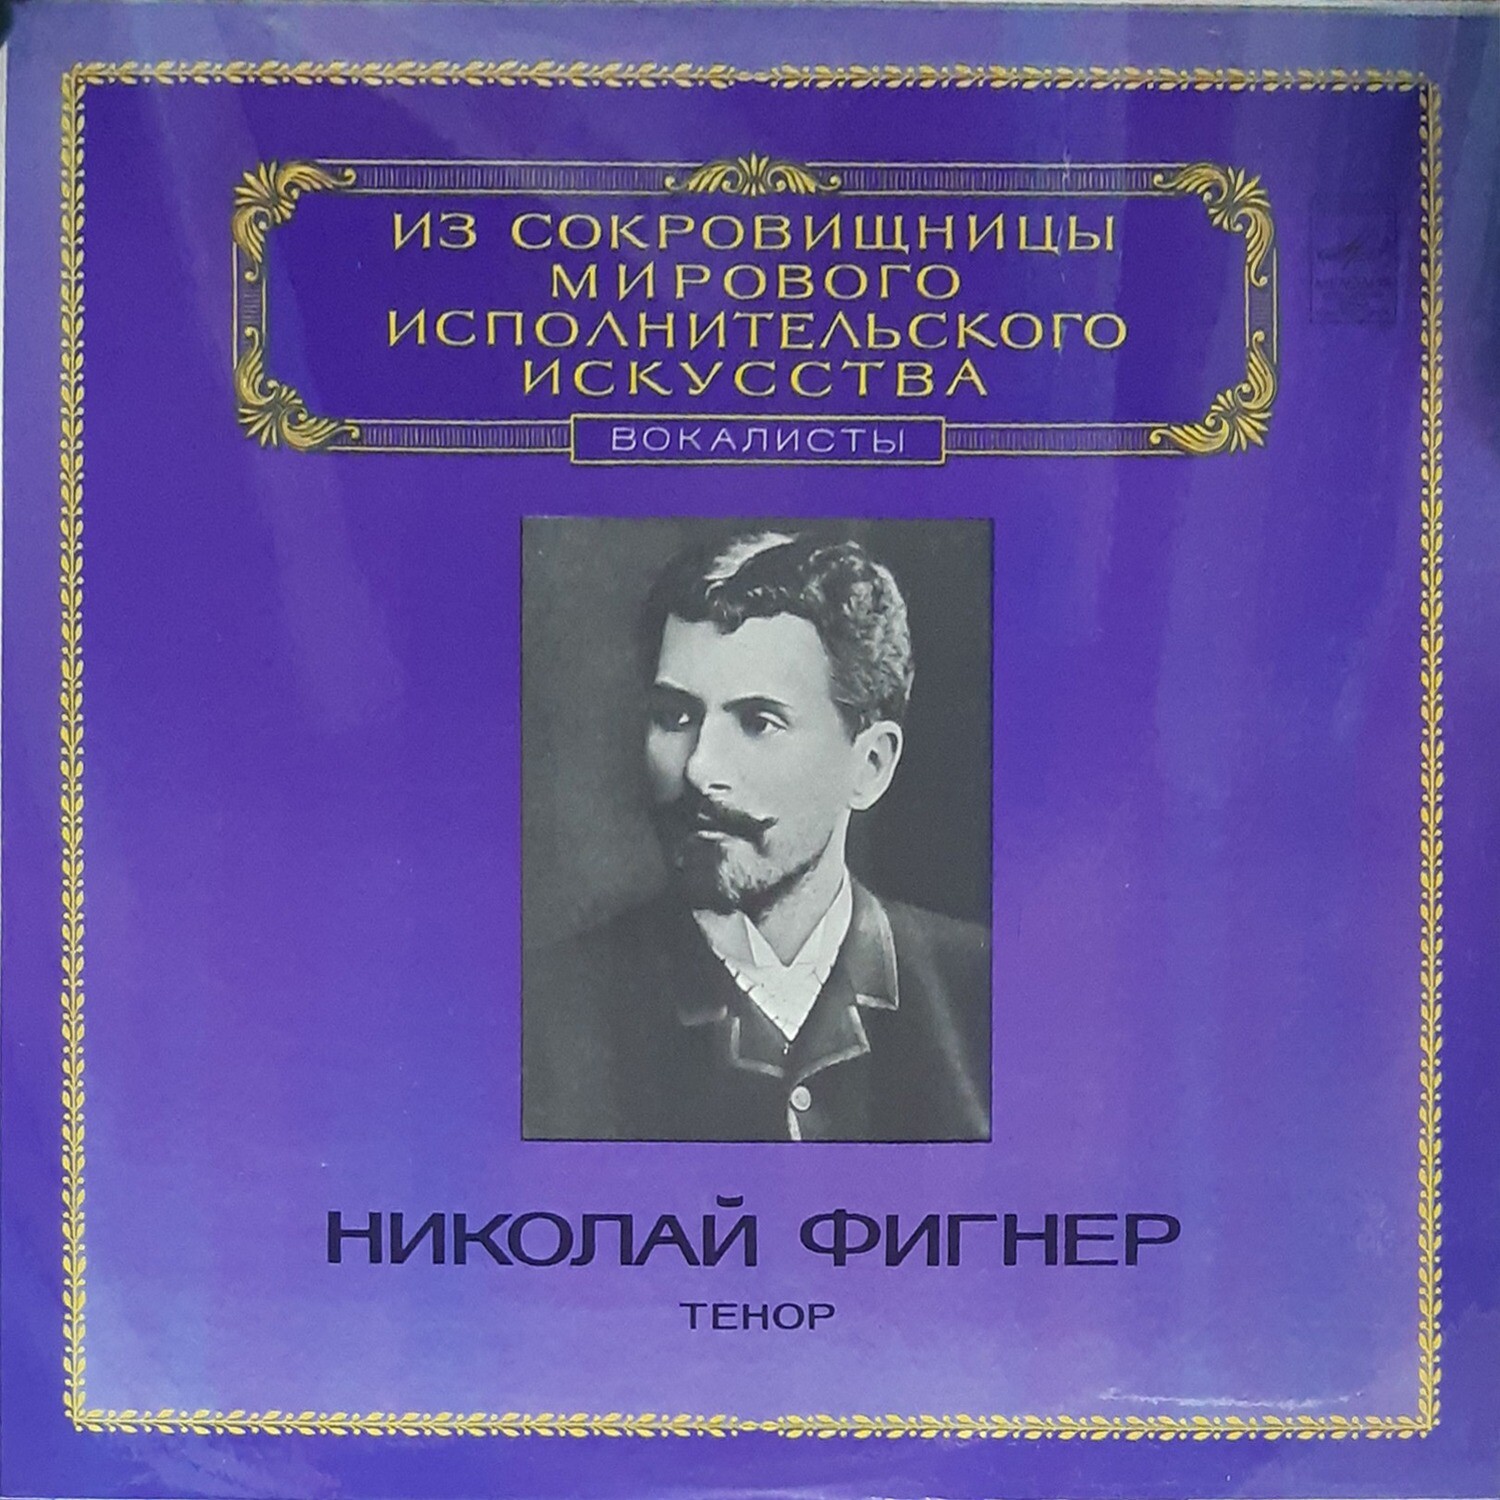 ИЗ СОКРОВИЩНИЦЫ
МИРОВОГО
ИСПОЛНИТЕЛЬСКОГО
ИСКУССТВА
ВОКАЛИСТЫ
НИКОЛАЙ ФИГНЕР
ТЕНОР